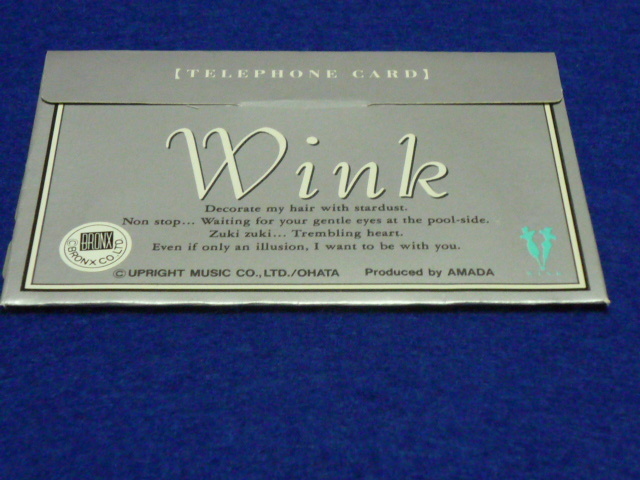 【TELEPHONE CARD】
Wink
Decorate my hair with stardust.
Non stop... Waiting for your gentle eyes at the pool-side.
Zuki zuki... Trembling heart.
Even if only an illusion, I want to be with you.
BRONX
©BRONX CO.,LTD.
©UPRIGHT MUSIC CO.,LTD./OHATA Produced by AMADA